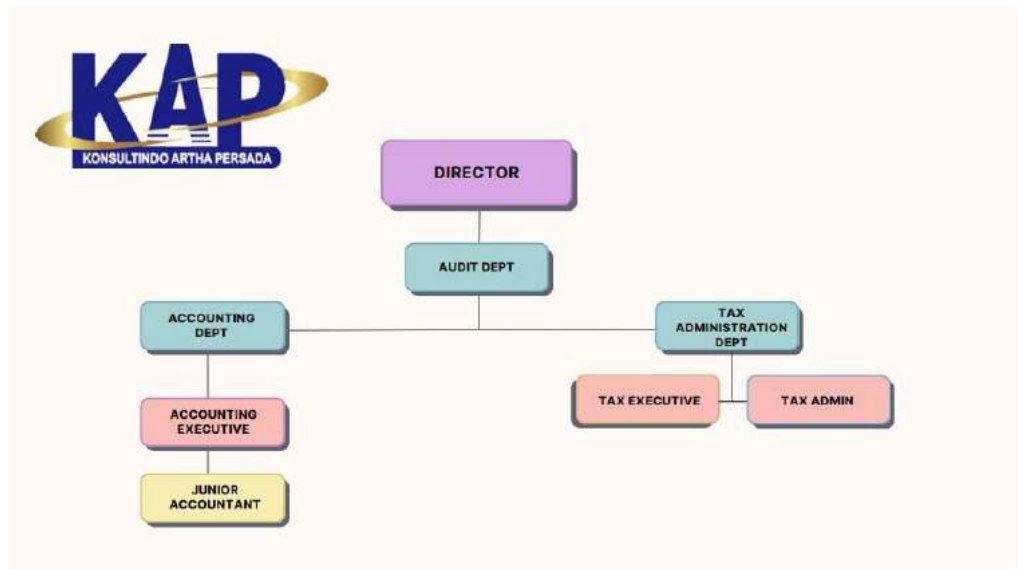 KAP
KONSULTINDO ARTHA PERSADA
DIRECTOR
AUDIT DEPT
ACCOUNTING
DEPT
TAX
ADMINISTRATION
DEPT
ACCOUNTING
EXECUTIVE
TAX EXECUTIVE
TAX ADMIN
JUNIOR
ACCOUNTANT